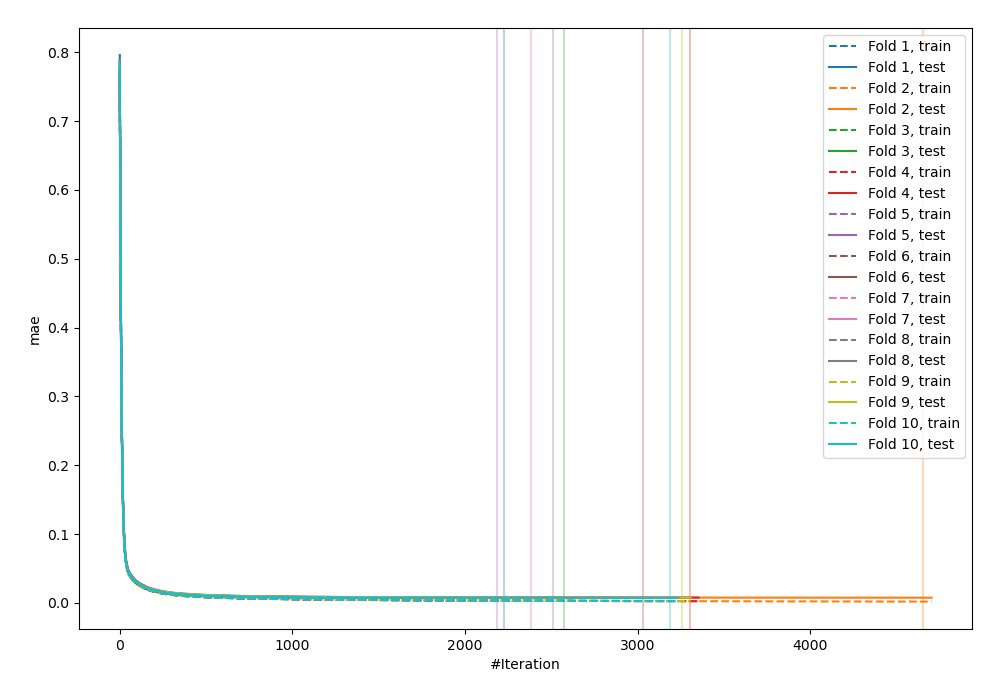 0.8
0.7
0.6
0.5
0.4
0.3
0.2
0.1
0.0
mae
0
1000
2000
3000
4000
#Iteration
Fold 1, train
Fold 1, test
Fold 2, train
Fold 2, test
Fold 3, train
Fold 3, test
Fold 4, train
Fold 4, test
Fold 5, train
Fold 5, test
Fold 6, train
Fold 6, test
Fold 7, train
Fold 7, test
Fold 8, train
Fold 8, test
Fold 9, train
Fold 9, test
Fold 10, train
Fold 10, test